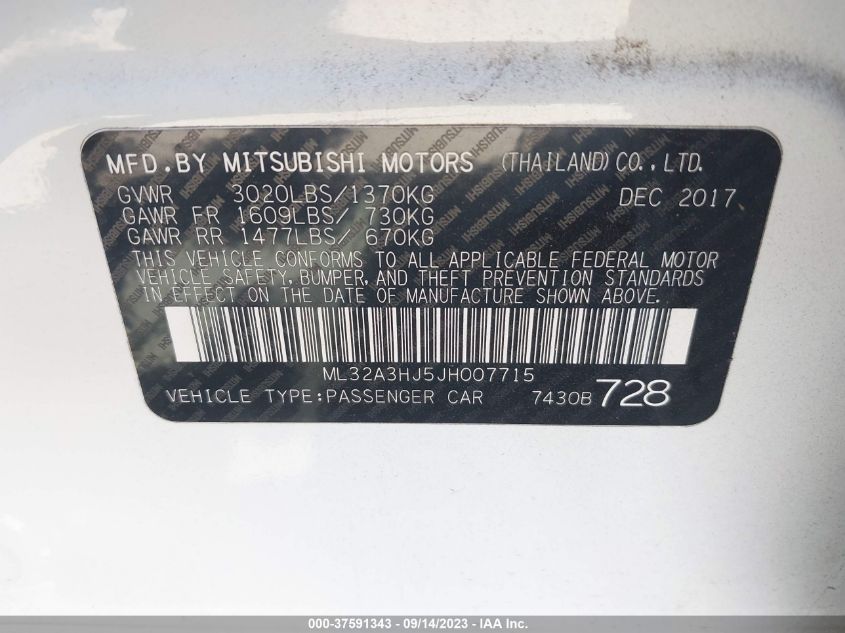 MFD.BY MITSUBISHI MOTORS (THAILAND)CO.,LTD.
GVWR 3020LBS/1370KG DEC 2017
GAWR FR 1609LBS/ 730KG
GAWR RR 1477LBS/ 670KG
THIS VEHICLE CONFORMS TO ALL APPLICABLE FEDERAL MOTOR
VEHICLE SAFETY, BUMPER, AND THEFT PREVENTION STANDARDS
IN EFFECT ON THE DATE OF MANUFACTURE SHOWN ABOVE.
ML32A3HJ5JH007715
VEHICLE TYPE:PASSENGER CAR 7430B 728
000-37591343 - 09/14/2023 - IAA Inc.